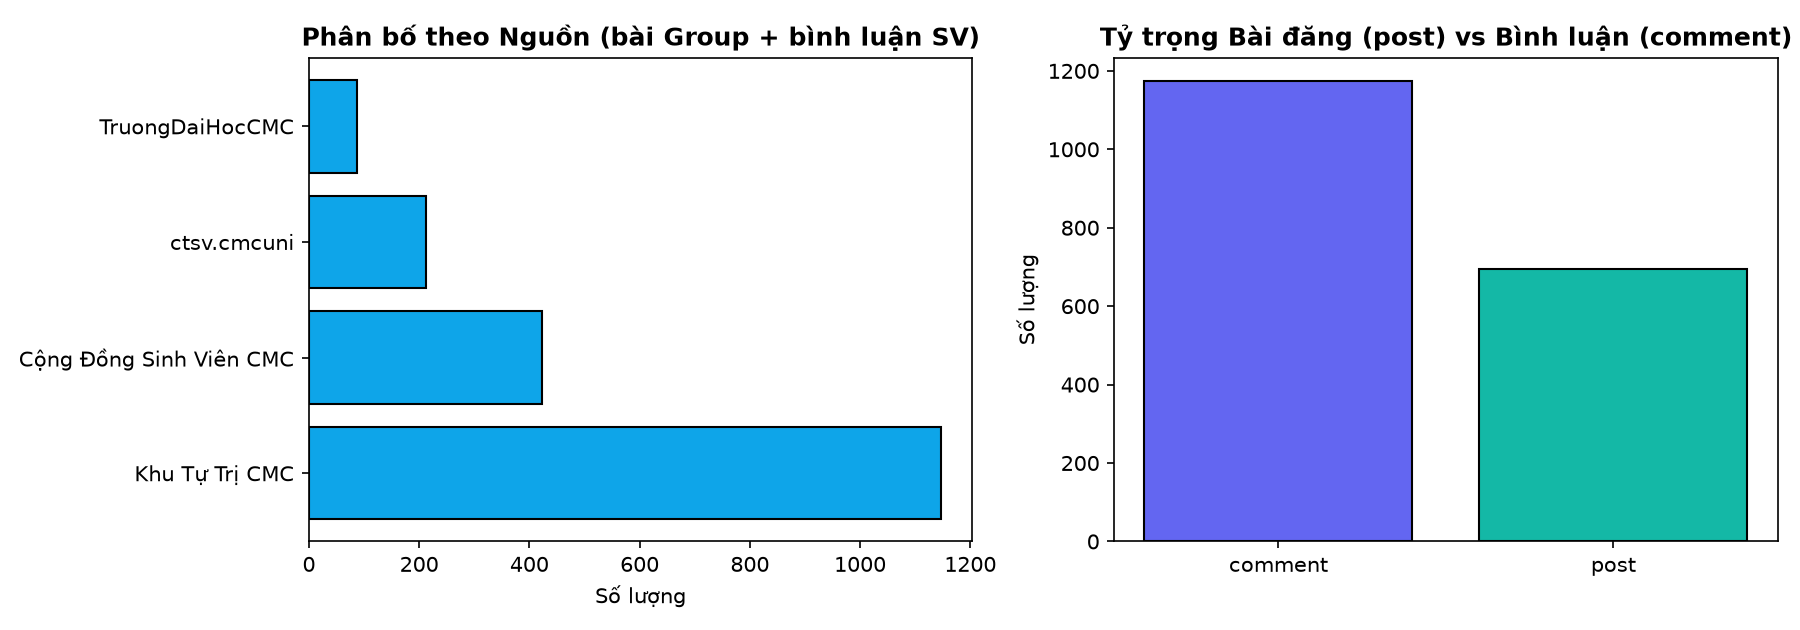 Phân bố theo Nguồn (bài Group + bình luận SV)
TruongDaiHocCMC
ctsv.cmcuni
Cộng Đồng Sinh Viên CMC
Khu Tự Trị CMC
0 200 400 600 800 1000 1200
Số lượng
Tỷ trọng Bài đăng (post) vs Bình luận (comment)
Số lượng
1200
1000
800
600
400
200
0
comment post